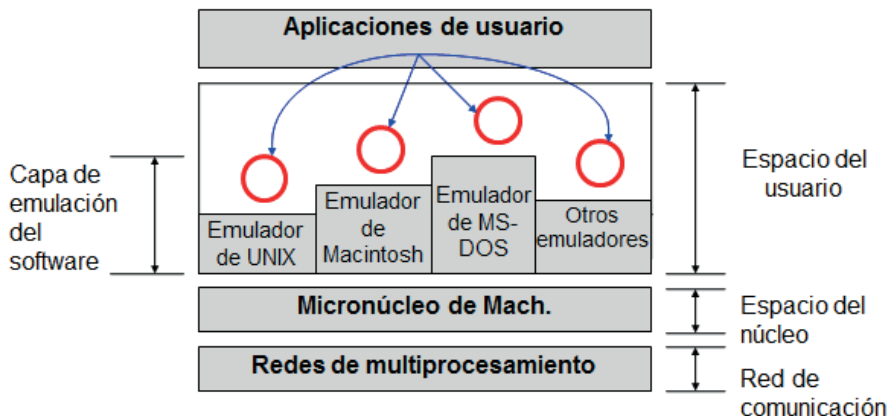 Aplicaciones de usuario
Capa de
emulación
del
software
Emulador
de UNIX
Emulador
de
Macintosh
Emulador
de MS-
DOS
Otros
emuladores
Espacio del
usuario
Micronúcleo de Mach.
Espacio del
núcleo
Redes de multiprocesamiento
Red de
comunicación